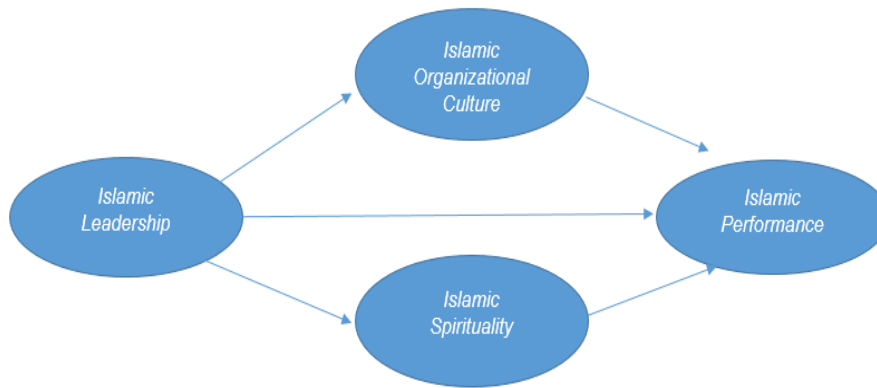 Islamic
Organizational
Culture
Islamic
Leadership
Islamic
Performance
Islamic
Spirituality